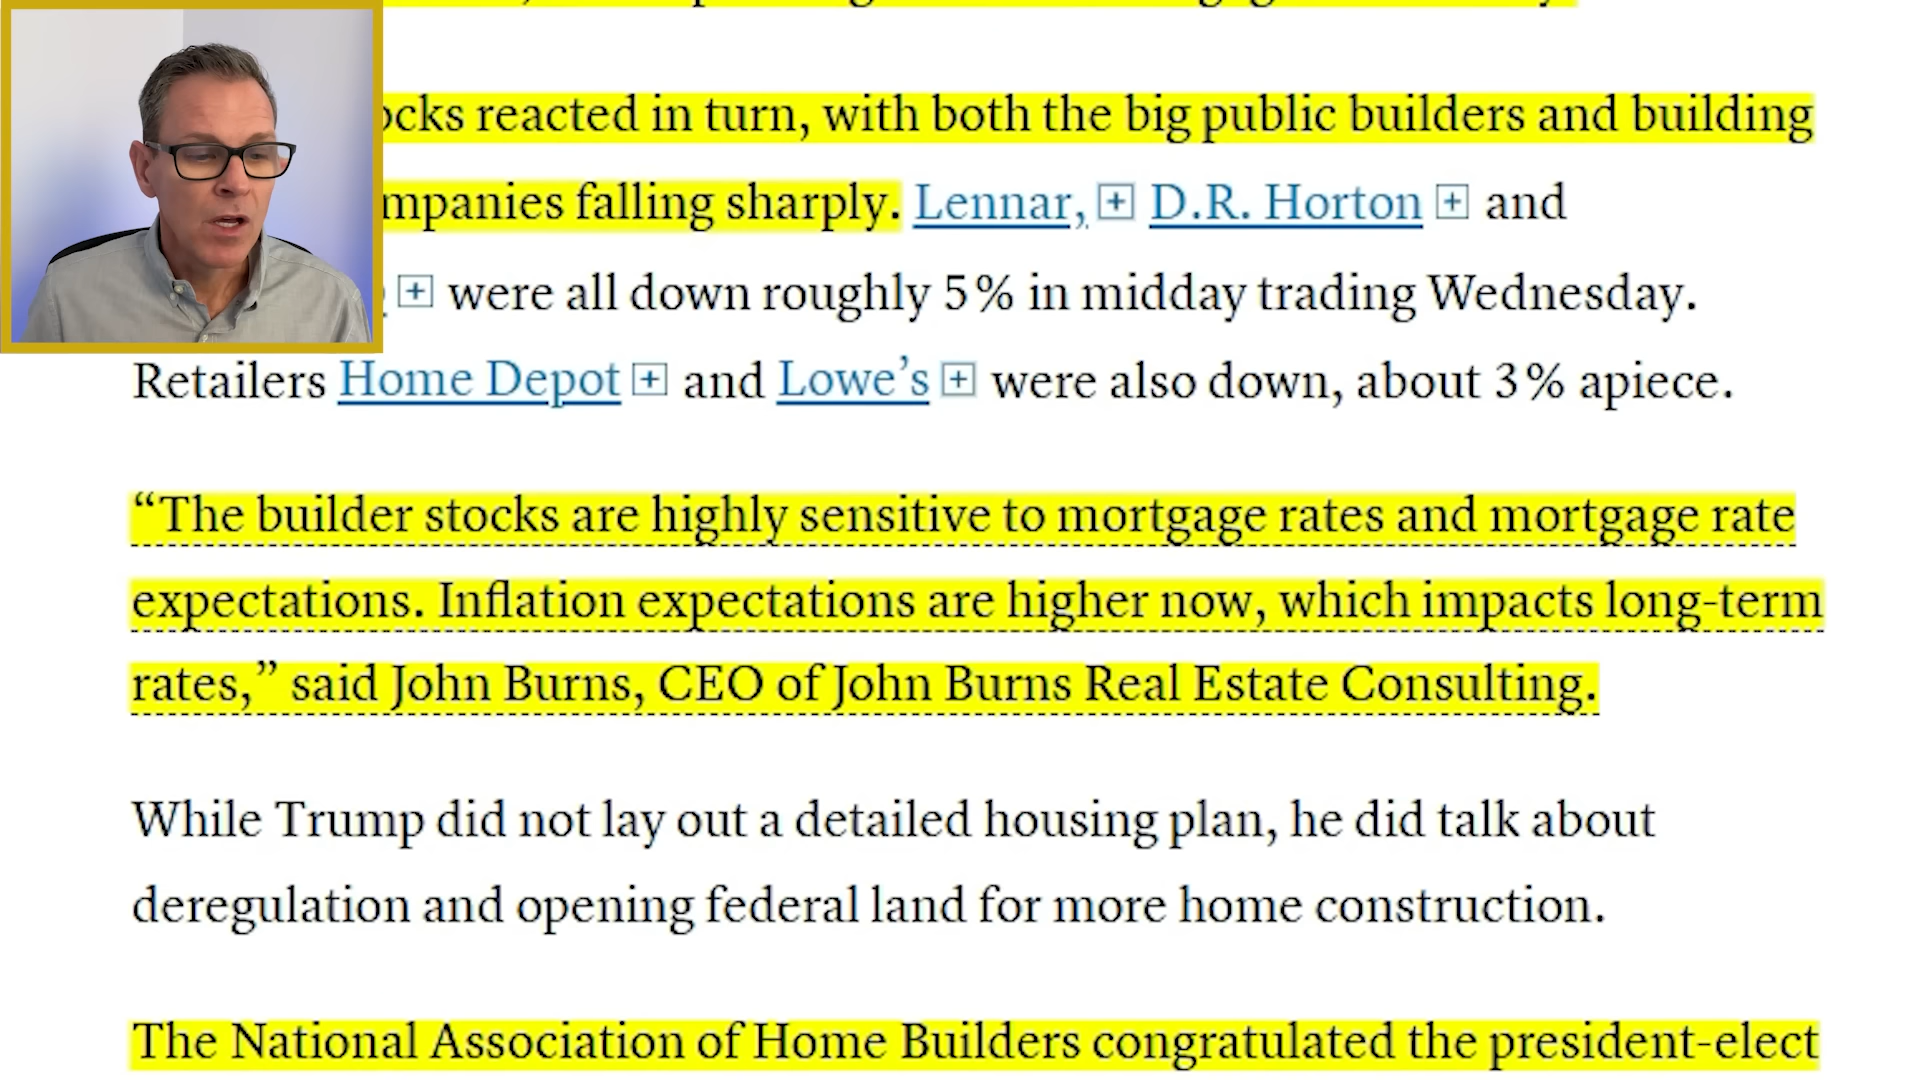 ocks reacted in turn, with both the big public builders and building
mpanies falling sharply. Lennar, D.R. Horton and
were all down roughly 5% in midday trading Wednesday.
Retailers Home Depot and Lowe’s were also down, about 3% apiece.
“The builder stocks are highly sensitive to mortgage rates and mortgage rate
expectations. Inflation expectations are higher now, which impacts long-term
rates,” said John Burns, CEO of John Burns Real Estate Consulting.
While Trump did not lay out a detailed housing plan, he did talk about
deregulation and opening federal land for more home construction.
The National Association of Home Builders congratulated the president-elect